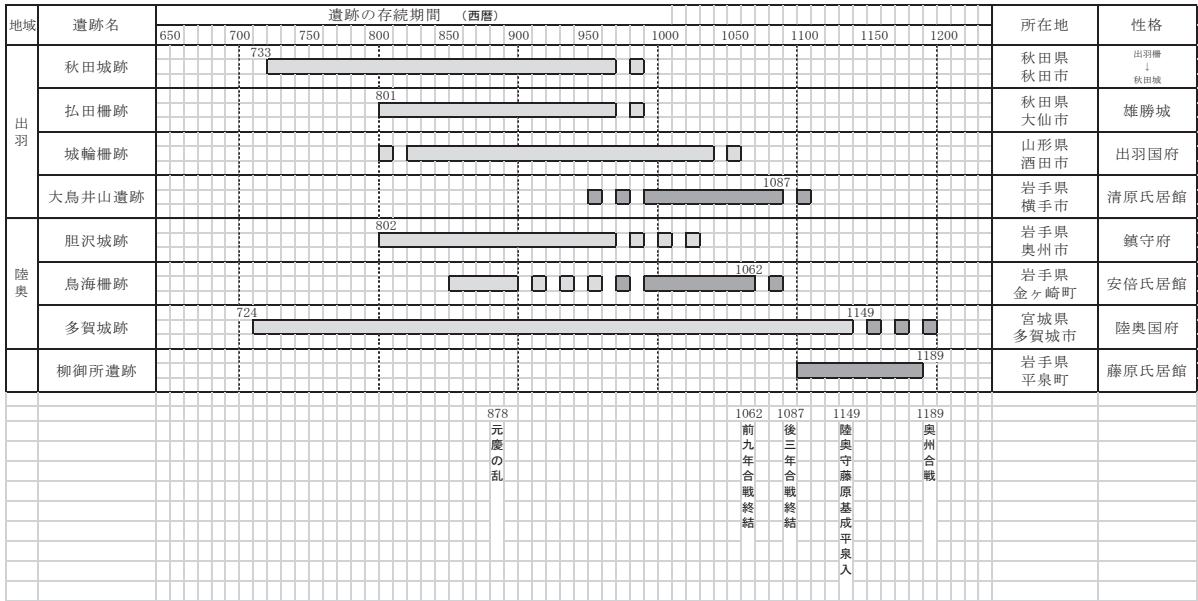 地域 遺跡名 遺跡の存続期間 （西暦） 所在地 性格
650 700 750 800 850 900 950 1000 1050 1100 1150 1200
出羽
秋田城跡 733 秋田県 秋田市 出羽柵 ↓ 秋田城
払田柵跡 801 秋田県 大仙市 雄勝城
城輪柵跡 山形県 酒田市 出羽国府
大鳥井山遺跡 1087 岩手県 横手市 清原氏居館
陸奥
胆沢城跡 802 岩手県 奥州市 鎮守府
鳥海柵跡 1062 岩手県 金ヶ崎町 安倍氏居館
多賀城跡 724 1149 宮城県 多賀城市 陸奥国府
柳御所遺跡 1189 岩手県 平泉町 藤原氏居館
878 1062 1087 1149 1189
元慶の乱
前九年合戦終結
後三年合戦終結
陸奥守藤原基成平泉入
奥州合戦